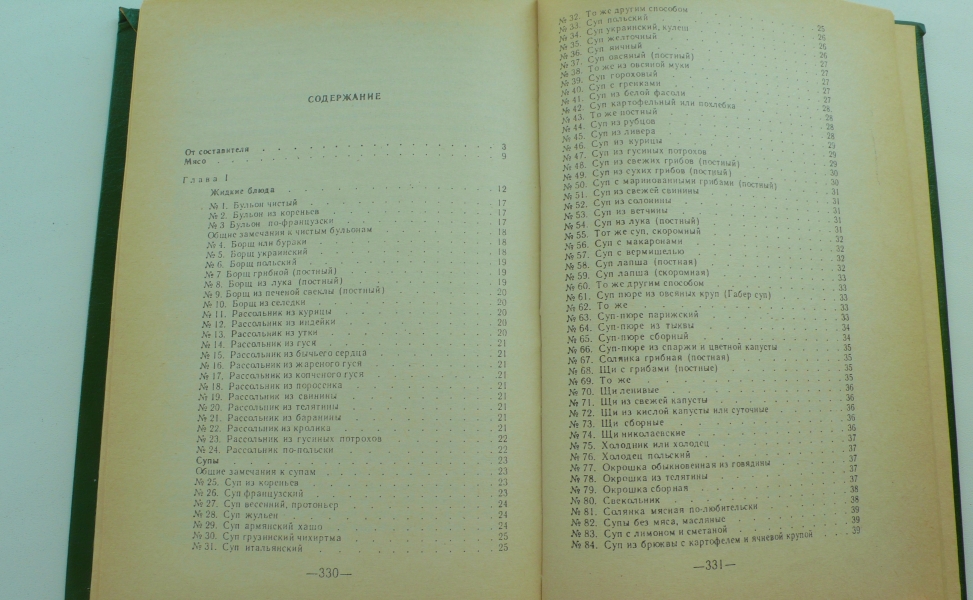 СОДЕРЖАНИЕ
От составителя 3
Мясо 9
Глава I
Жидкие блюда 12
№ 1. Бульон чистый 17
№ 2. Бульон из кореньев 17
№ 3 Бульон по-французски 17
Общие замечания к чистым бульонам 18
№ 4. Борщ или бураки 18
№ 5. Борщ украинский 18
№ 6. Борщ польский 19
№ 7 Борщ грибной (постный) 19
№ 8. Борщ из лука (постный) 19
№ 9. Борщ из печеной свеклы (постный) 20
№ 10. Борщ из селедки 20
№ 11. Рассольник из курицы 20
№ 12. Рассольник из индейки 20
№ 13. Рассольник из утки 20
№ 14. Рассольник из гуся 21
№ 15. Рассольник из бычьего сердца 21
№ 16. Рассольник из жареного гуся 21
№ 17. Рассольник из копченого гуся 21
№ 18. Рассольник из поросенка 21
№ 19. Рассольник из свинины 21
№ 20. Рассольник из телятины 21
№ 21. Рассольник из баранины 21
№ 22. Рассольник из кролика 21
№ 23. Рассольник из гусиных потрохов 22
№ 24. Рассольник по-польски 22
Супы 23
Общие замечания к супам 23
№ 25. Суп из кореньев 23
№ 26. Суп французский 23
№ 27. Суп весенний, протоньер 24
№ 28. Суп жульен 24
№ 29. Суп армянский хашо 24
№ 30. Суп грузинский чихиртма 25
№ 31. Суп итальянский 25
—330—
№ 32. То же другим способом
№ 33. Суп польский 25
№ 34. Суп украинский, кулеш 26
№ 35. Суп желточный 26
№ 36. Суп яичный 26
№ 37. Суп овсяный (постный) 27
№ 38. То же из овсяной муки 27
№ 39. Суп гороховый 27
№ 40. Суп с гренками 27
№ 41. Суп из белой фасоли 27
№ 42. Суп картофельный или похлебка 28
№ 43. То же постный 28
№ 44. Суп из рубцов 28
№ 45. Суп из ливера 28
№ 46. Суп из курицы 29
№ 47. Суп из гусиных потрохов 29
№ 48. Суп из свежих грибов (постный) 29
№ 49. Суп из сухих грибов (постный) 30
№ 50. Суп с маринованными грибами (постный) 30
№ 51. Суп из свежей свинины 31
№ 52. Суп из солонины 31
№ 53. Суп из ветчины 31
№ 54. Суп из лука (постный) 31
№ 55. Тот же суп, скоромный 31
№ 56. Суп с макаронами 32
№ 57. Суп с вермишелью 32
№ 58. Суп лапша (постная) 32
№ 59. Суп лапша (скоромная) 32
№ 60. То же другим способом 33
№ 61. Суп пюре из овсяных круп (Габер суп) 33
№ 62. То же 33
№ 63. Суп-пюре парижский 33
№ 64. Суп-пюре из тыквы 34
№ 65. Суп-пюре сборный 34
№ 66. Суп-пюре из спаржи и цветной капусты 35
№ 67. Солянка грибная (постная) 35
№ 68. Щи с грибами (постные) 35
№ 69. То же 35
№ 70. Щи ленивые 36
№ 71. Щи из свежей капусты 36
№ 72. Щи из кислой капусты или суточные 36
№ 73. Щи сборные 36
№ 74. Щи николаевские 36
№ 75. Холодник или холодец 37
№ 76. Холодец польский 37
№ 77. Окрошка обыкновенная из говядины 37
№ 78. Окрошка из телятины 37
№ 79. Окрошка сборная 37
№ 80. Свекольник 38
№ 81. Солянка мясная по-любительски 38
№ 82. Супы без мяса, масляные 39
№ 83. Суп с лимоном и сметаной 39
№ 84. Суп из брюквы с картофелем и ячневой крупой 39
—331—